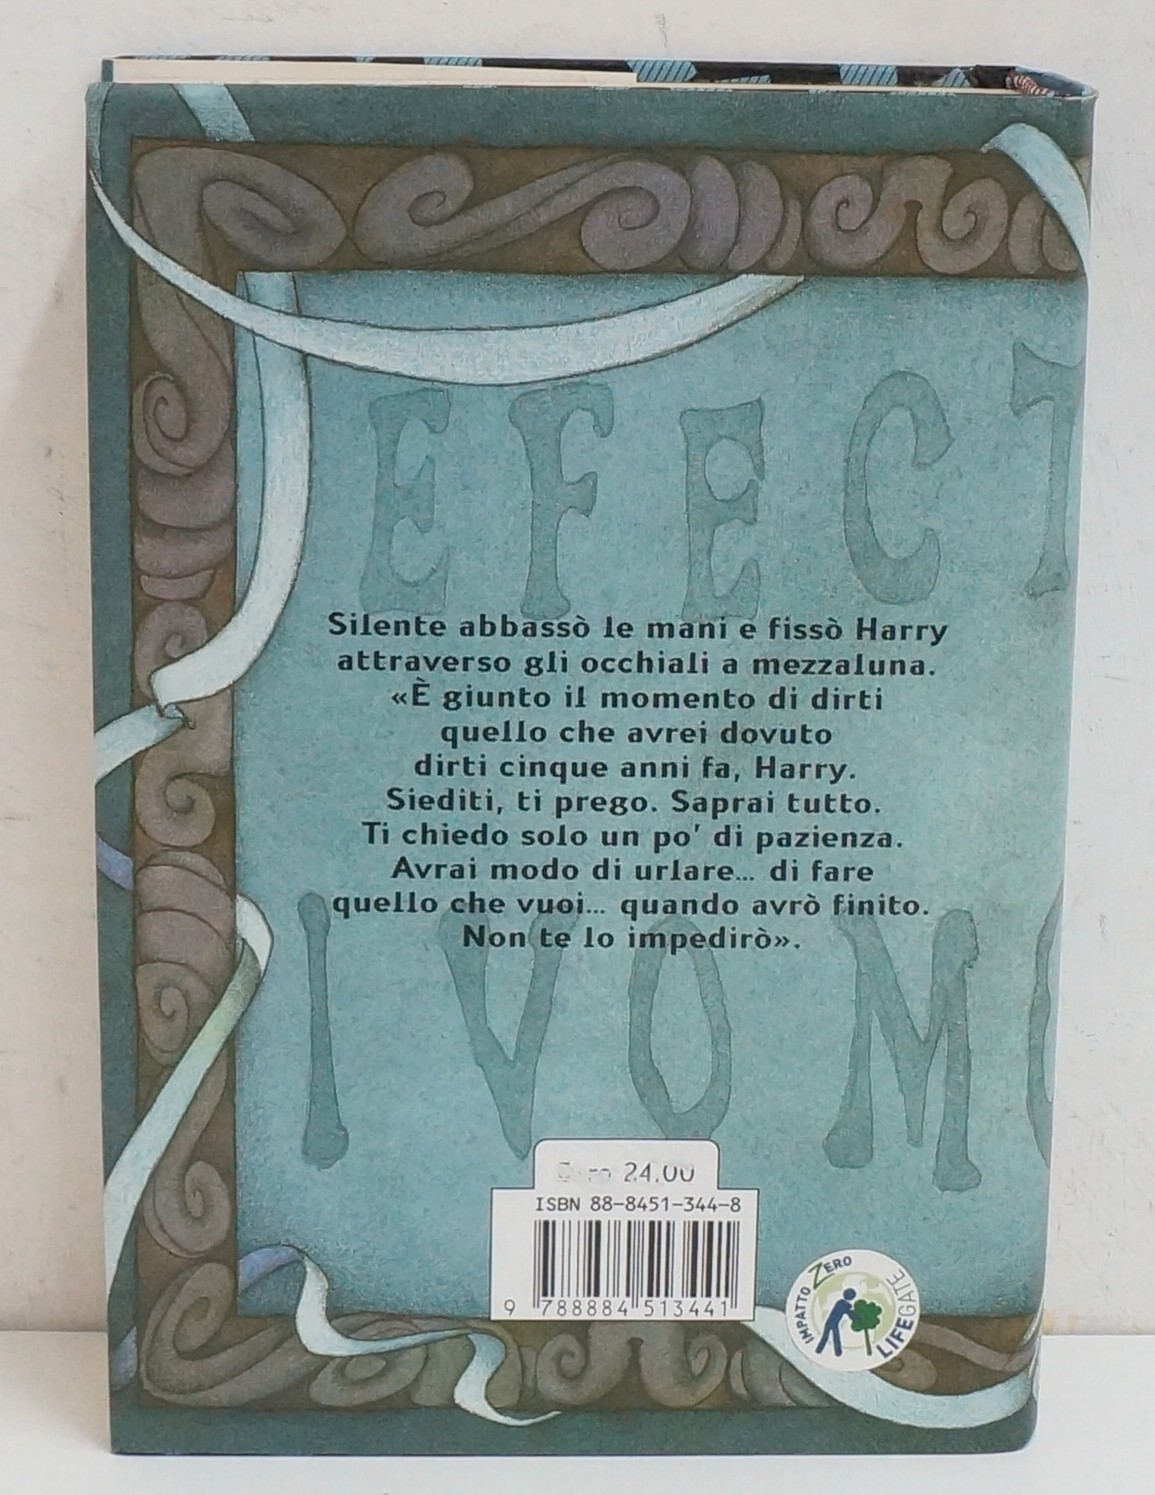 EFECT
Silente abbassò le mani e fissò Harry
attraverso gli occhiali a mezzaluna.
«È giunto il momento di dirti
quello che avrei dovuto
dirti cinque anni fa, Harry.
Siediti, ti prego. Saprai tutto.
Ti chiedo solo un po' di pazienza.
Avrai modo di urlare... di fare
quello che vuoi... quando avrò finito.
Non te lo impedirò».
IVOM
Euro 24,00
ISBN 88-8451-344-8
9 788884 513441
IMPATTO ZERO
LIFEGATE